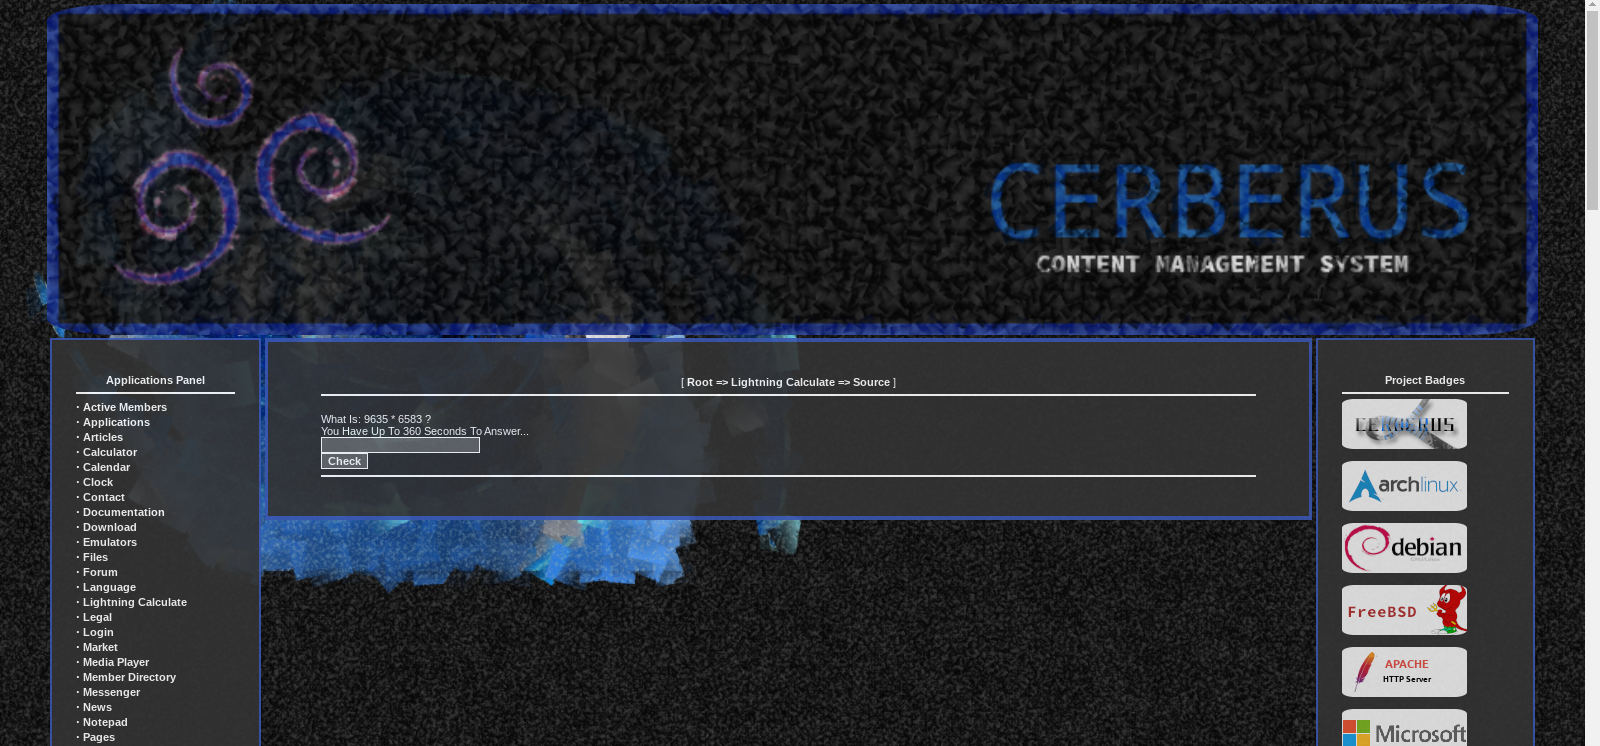 CERBERUS
CONTENT MANAGEMENT SYSTEM
Applications Panel
· Active Members
· Applications
· Articles
· Calculator
· Calendar
· Clock
· Contact
· Documentation
· Download
· Emulators
· Files
· Forum
· Language
· Lightning Calculate
· Legal
· Login
· Market
· Media Player
· Member Directory
· Messenger
· News
· Notepad
· Pages
[ Root => Lightning Calculate => Source ]
What Is: 9635 * 6583 ?
You Have Up To 360 Seconds To Answer...
Check
Project Badges
CERBERUS
archlinux
debian
FreeBSD
APACHE
HTTP Server
Microsoft